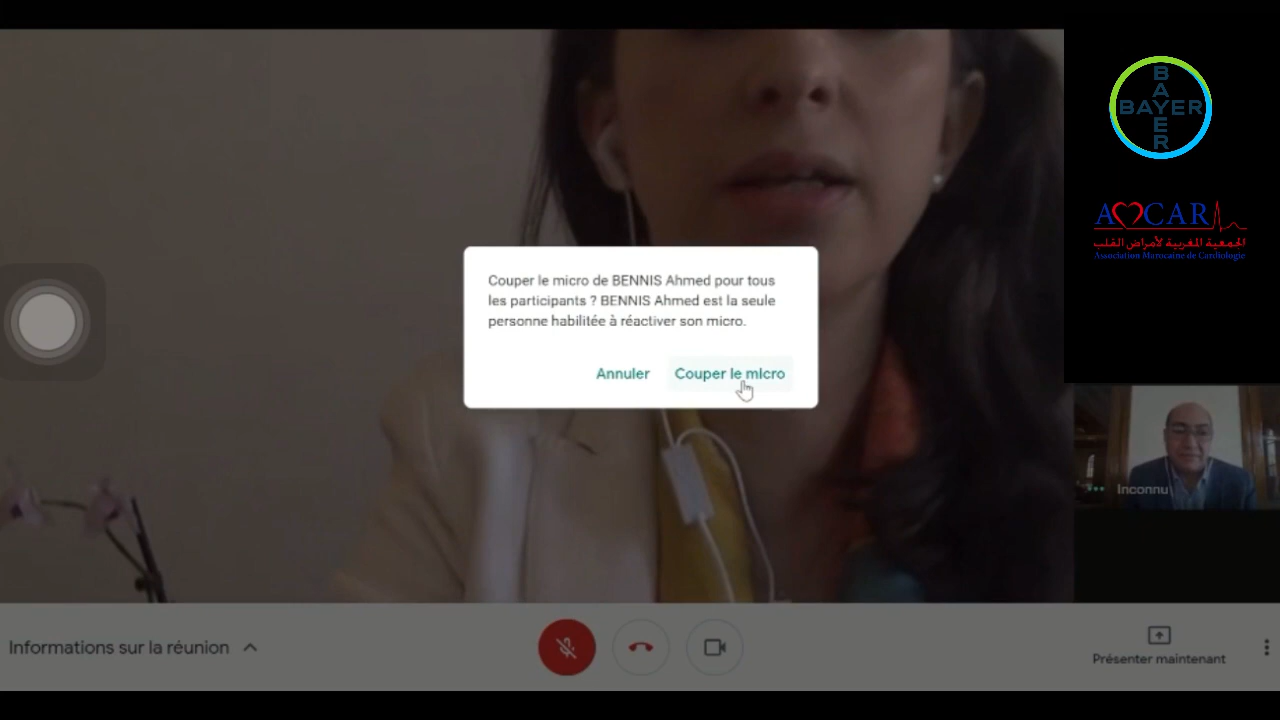 BAYER
BAYER
AMCAR
الجمعية المغربية لأمراض القلب
Association Marocaine de Cardiologie
Couper le micro de BENNIS Ahmed pour tous
les participants ? BENNIS Ahmed est la seule
personne habilitée à réactiver son micro.
Annuler Couper le micro
Inconnu
Informations sur la réunion
Présenter maintenant